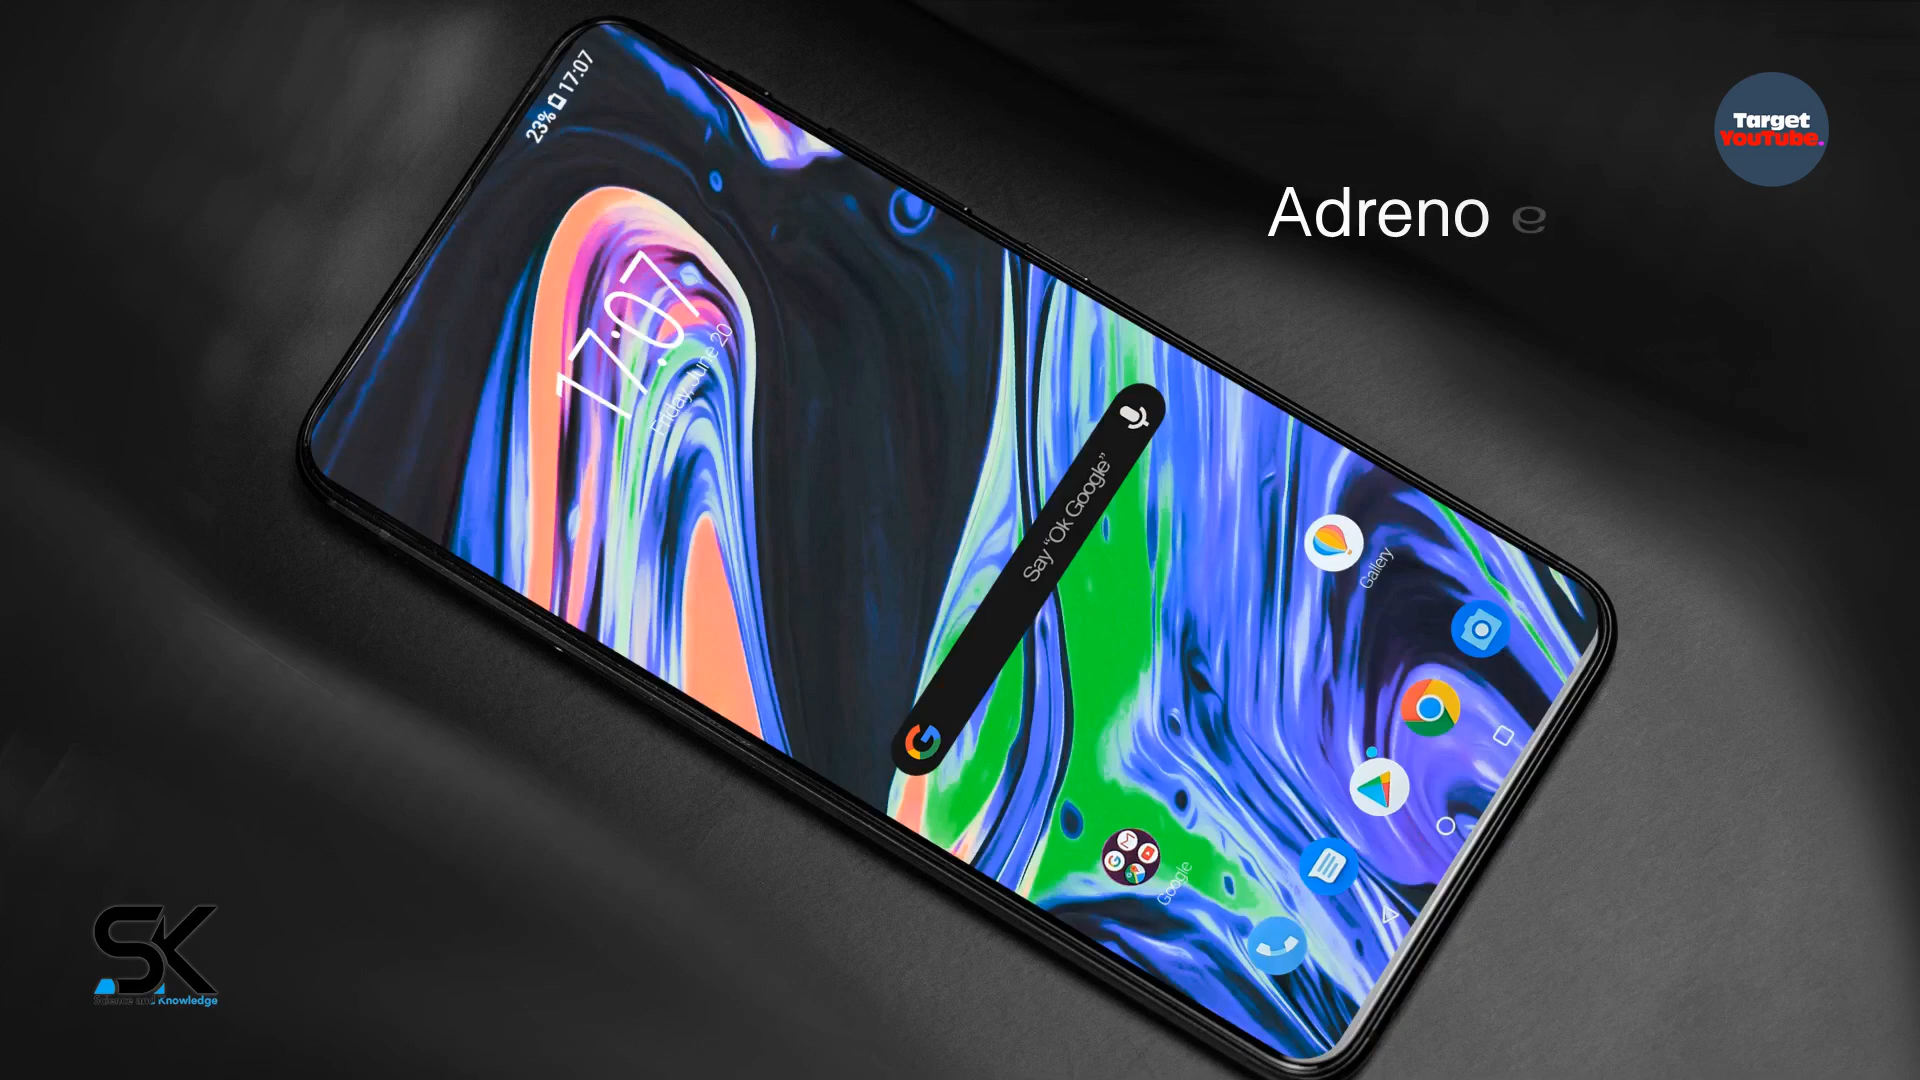 23% 17:07
Target
YouTube.
Adreno e
17:07
Friday, June 20
Say “Ok Google”
Gallery
Google
SK
Science and Knowledge